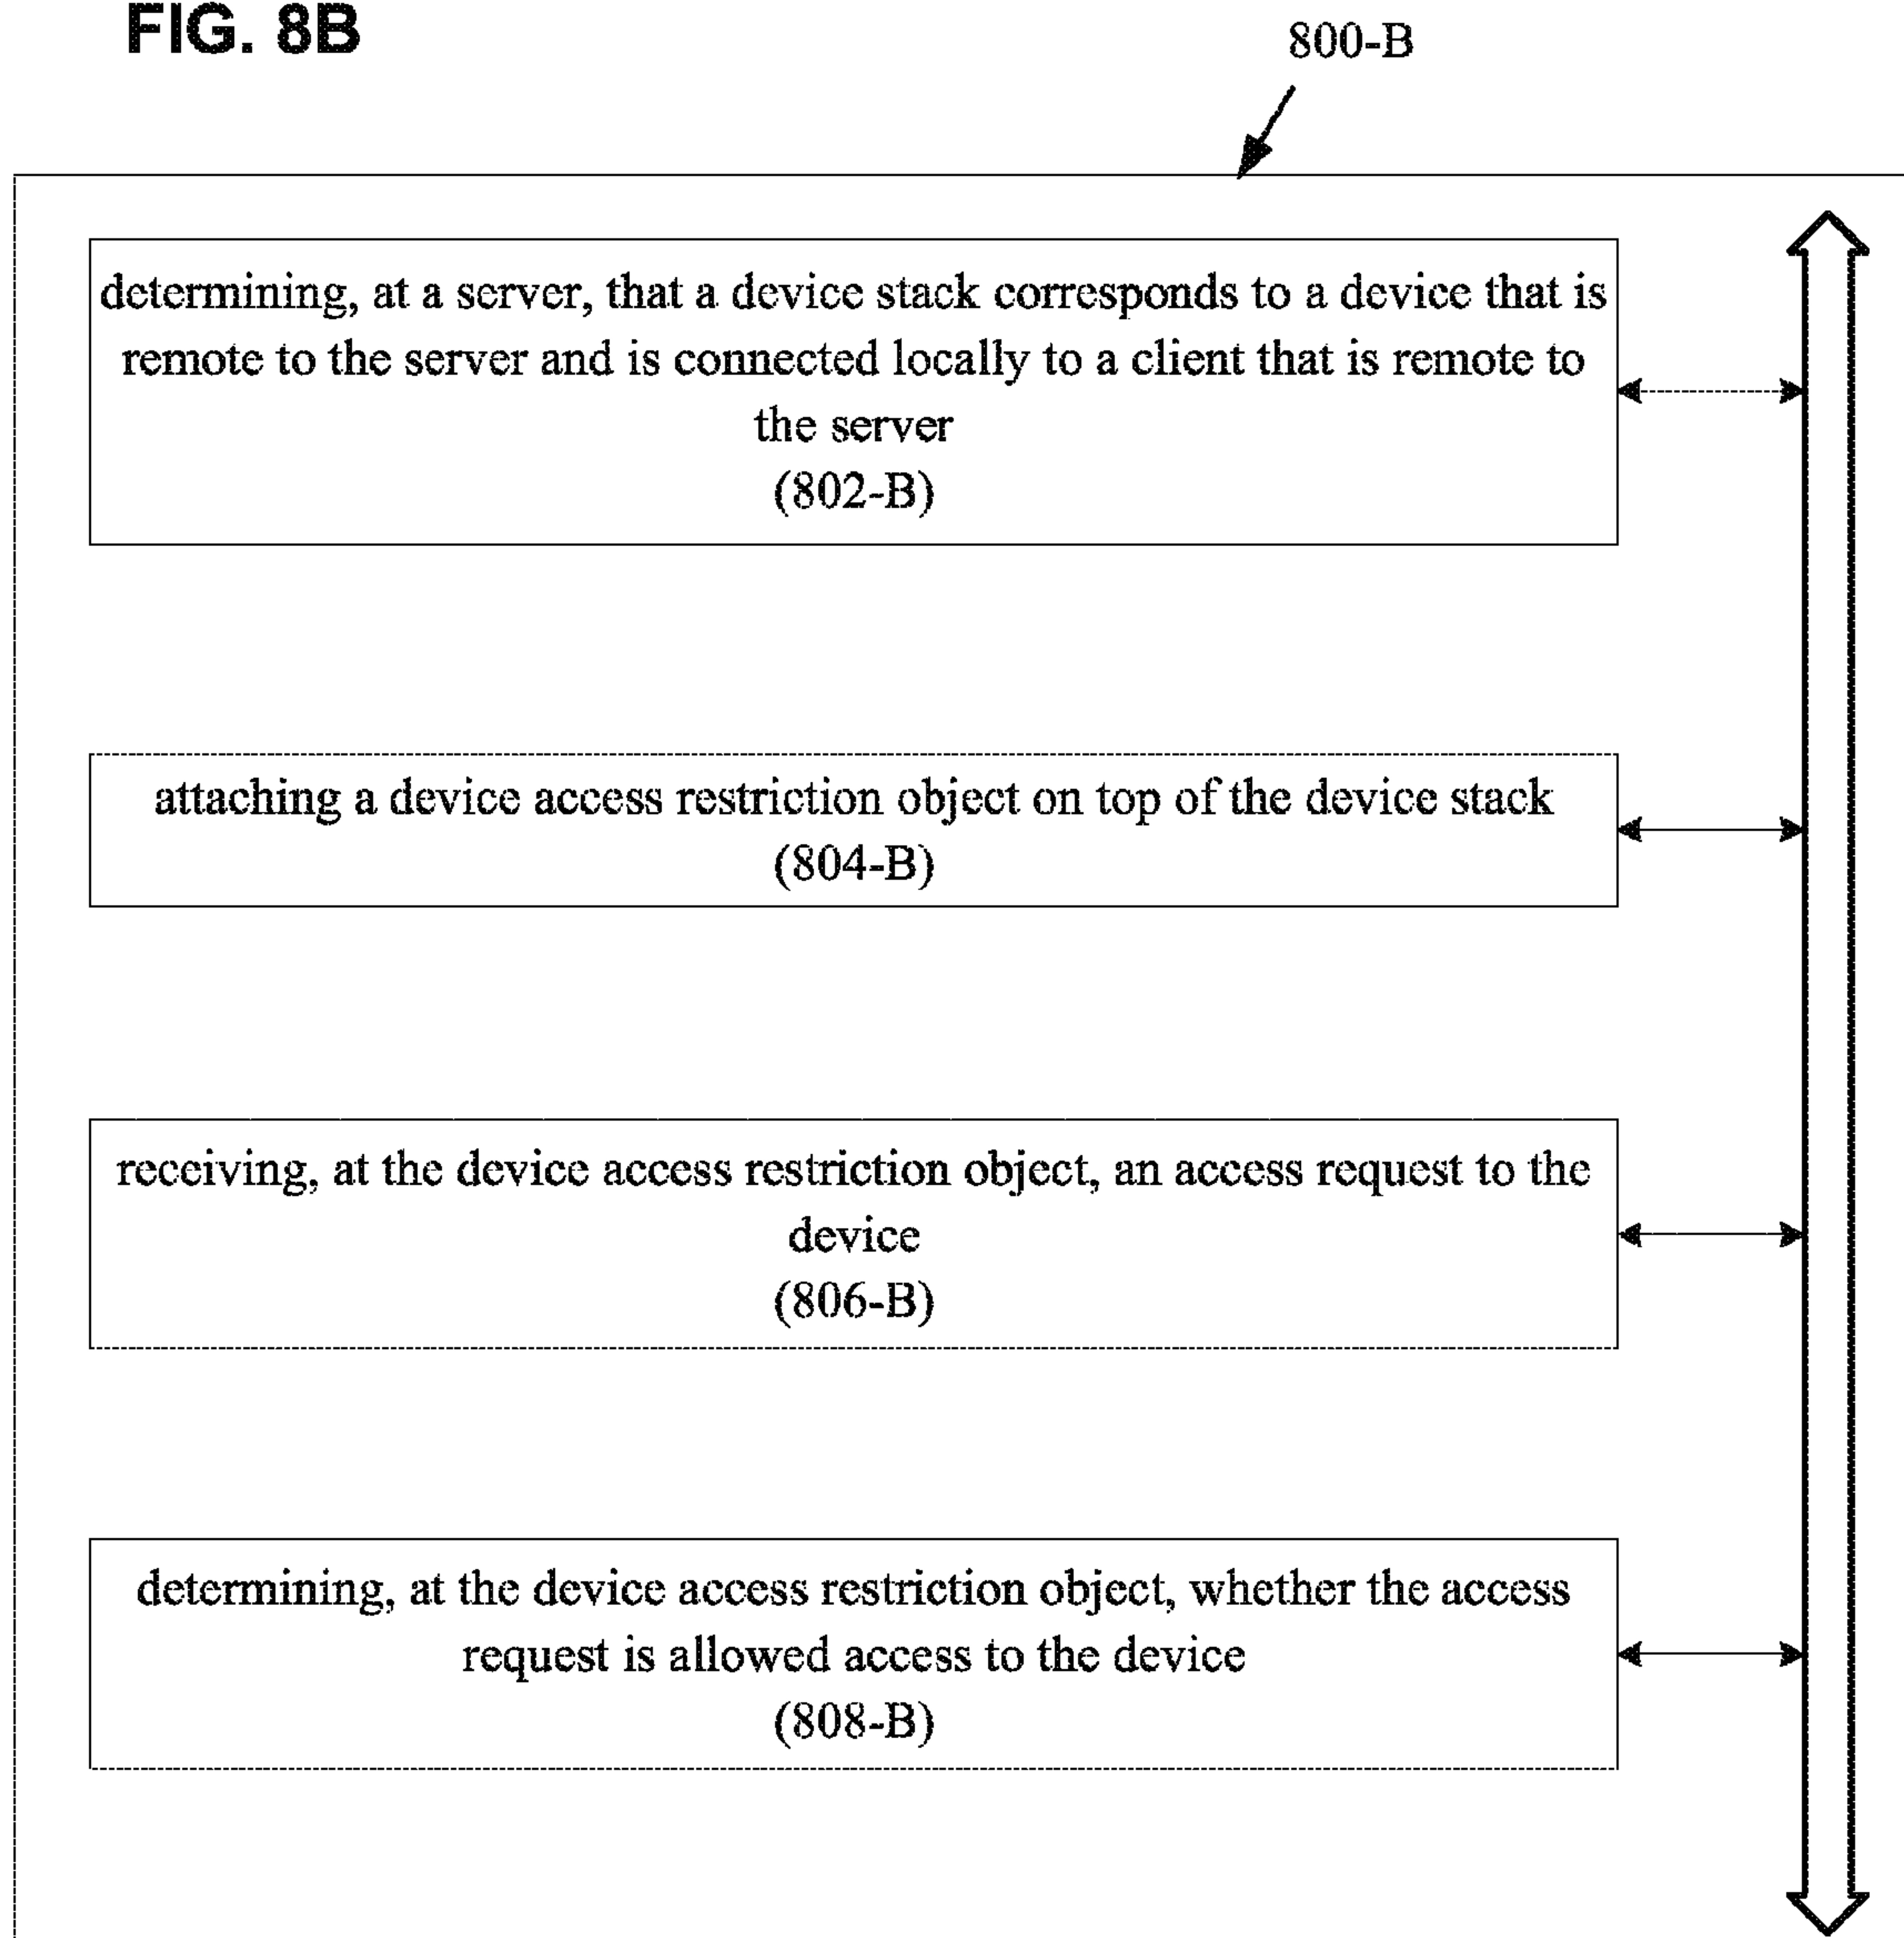 FIG. 8B
800-B
determining, at a server, that a device stack corresponds to a device that is
remote to the server and is connected locally to a client that is remote to
the server
(802-B)
attaching a device access restriction object on top of the device stack
(804-B)
receiving, at the device access restriction object, an access request to the
device
(806-B)
determining, at the device access restriction object, whether the access
request is allowed access to the device
(808-B)